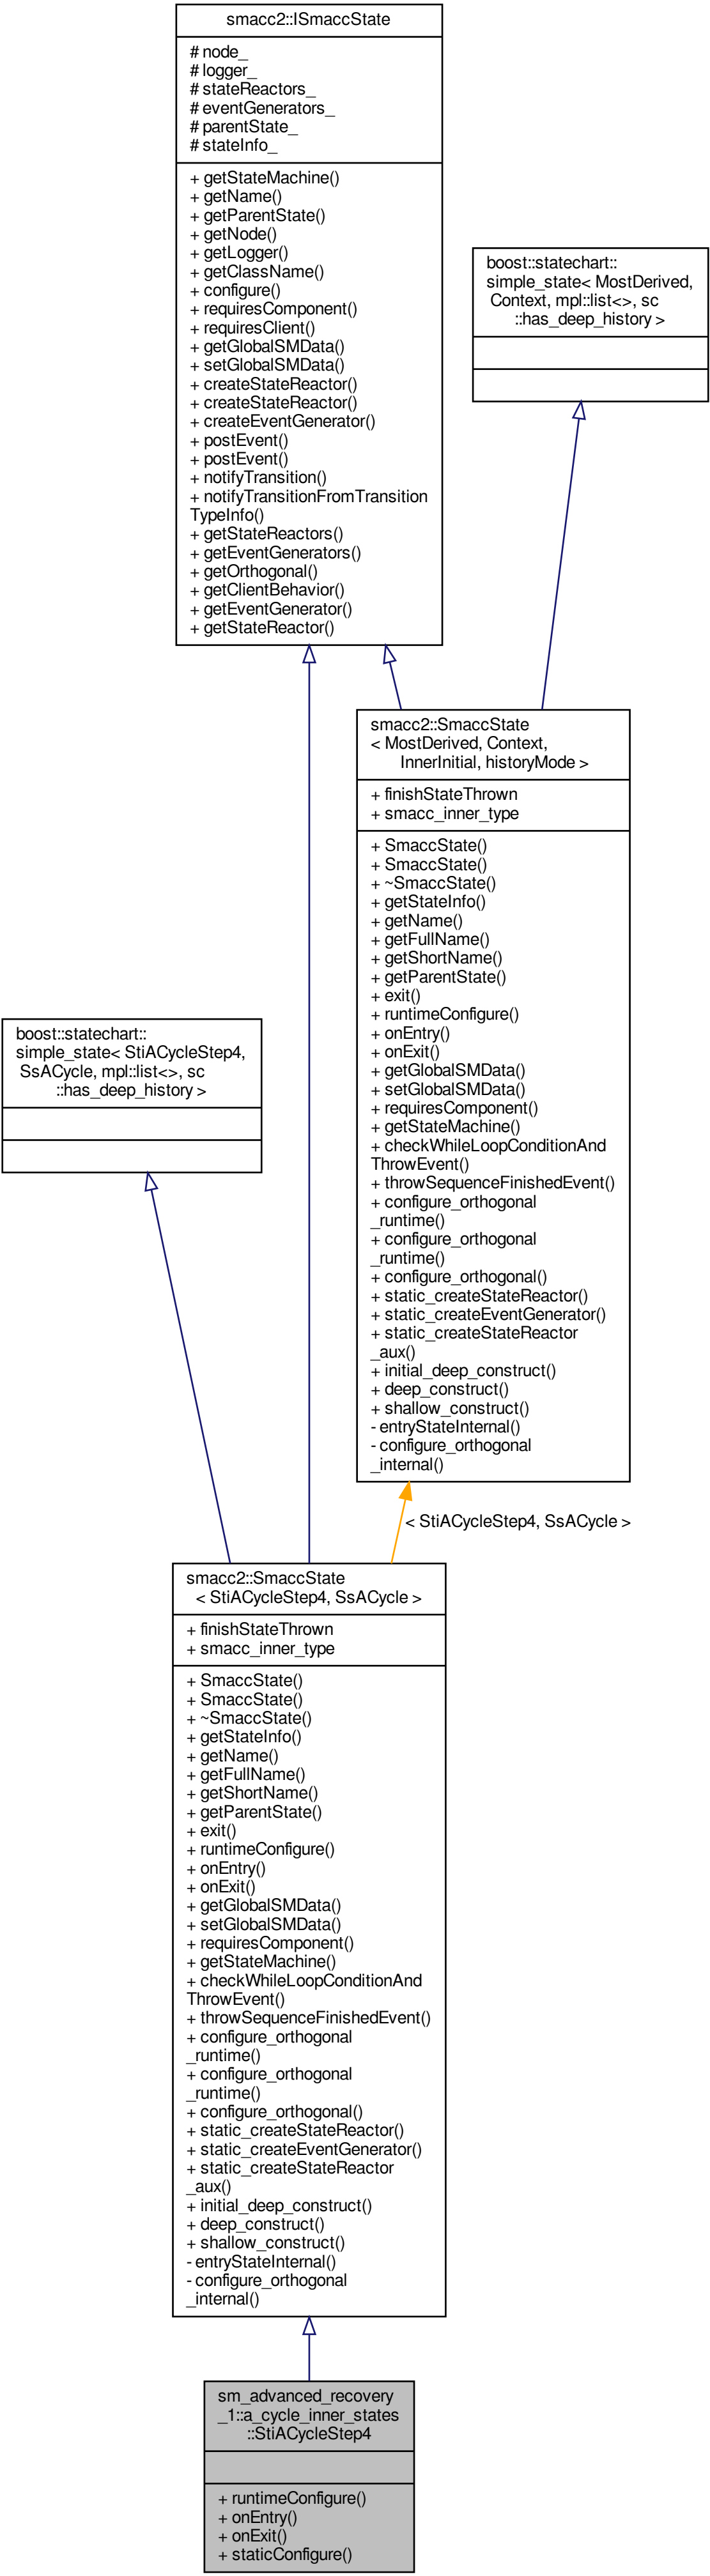 smacc2::ISmaccState
# node_
# logger_
# stateReactors_
# eventGenerators_
# parentState_
# stateInfo_
+ getStateMachine()
+ getName()
+ getParentState()
+ getNode()
+ getLogger()
+ getClassName()
+ configure()
+ requiresComponent()
+ requiresClient()
+ getGlobalSMData()
+ setGlobalSMData()
+ createStateReactor()
+ createStateReactor()
+ createEventGenerator()
+ postEvent()
+ postEvent()
+ notifyTransition()
+ notifyTransitionFromTransition
TypeInfo()
+ getStateReactors()
+ getEventGenerators()
+ getOrthogonal()
+ getClientBehavior()
+ getEventGenerator()
+ getStateReactor()
boost::statechart::
simple_state< MostDerived,
Context, mpl::list<>, sc
::has_deep_history >
smacc2::SmaccState
< MostDerived, Context,
InnerInitial, historyMode >
+ finishStateThrown
+ smacc_inner_type
+ SmaccState()
+ SmaccState()
+ ~SmaccState()
+ getStateInfo()
+ getName()
+ getFullName()
+ getShortName()
+ getParentState()
+ exit()
+ runtimeConfigure()
+ onEntry()
+ onExit()
+ getGlobalSMData()
+ setGlobalSMData()
+ requiresComponent()
+ getStateMachine()
+ checkWhileLoopConditionAnd
ThrowEvent()
+ throwSequenceFinishedEvent()
+ configure_orthogonal
_runtime()
+ configure_orthogonal
_runtime()
+ configure_orthogonal()
+ static_createStateReactor()
+ static_createEventGenerator()
+ static_createStateReactor
_aux()
+ initial_deep_construct()
+ deep_construct()
+ shallow_construct()
- entryStateInternal()
- configure_orthogonal
_internal()
boost::statechart::
simple_state< StiACycleStep4,
SsACycle, mpl::list<>, sc
::has_deep_history >
< StiACycleStep4, SsACycle >
smacc2::SmaccState
< StiACycleStep4, SsACycle >
+ finishStateThrown
+ smacc_inner_type
+ SmaccState()
+ SmaccState()
+ ~SmaccState()
+ getStateInfo()
+ getName()
+ getFullName()
+ getShortName()
+ getParentState()
+ exit()
+ runtimeConfigure()
+ onEntry()
+ onExit()
+ getGlobalSMData()
+ setGlobalSMData()
+ requiresComponent()
+ getStateMachine()
+ checkWhileLoopConditionAnd
ThrowEvent()
+ throwSequenceFinishedEvent()
+ configure_orthogonal
_runtime()
+ configure_orthogonal
_runtime()
+ configure_orthogonal()
+ static_createStateReactor()
+ static_createEventGenerator()
+ static_createStateReactor
_aux()
+ initial_deep_construct()
+ deep_construct()
+ shallow_construct()
- entryStateInternal()
- configure_orthogonal
_internal()
sm_advanced_recovery
_1::a_cycle_inner_states
::StiACycleStep4
+ runtimeConfigure()
+ onEntry()
+ onExit()
+ staticConfigure()